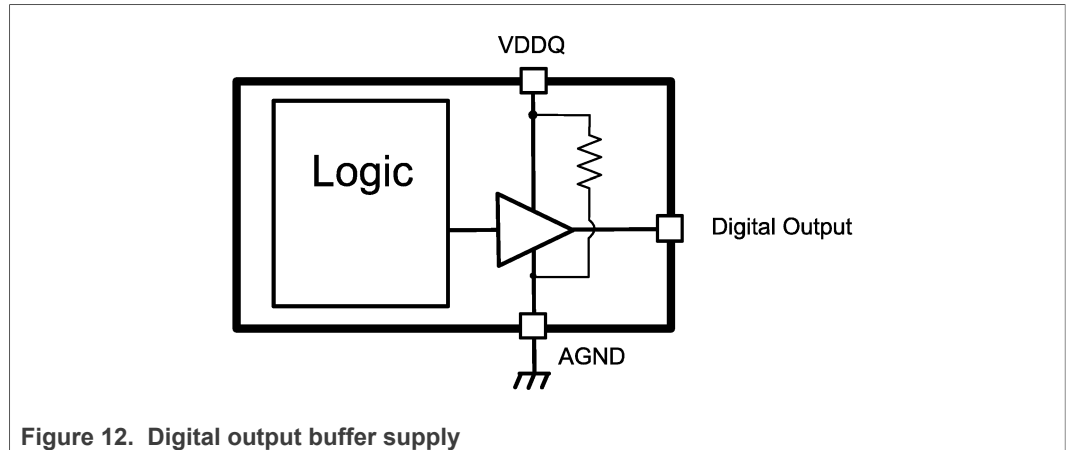 VDDQ
Logic
Digital Output
AGND
Figure 12. Digital output buffer supply